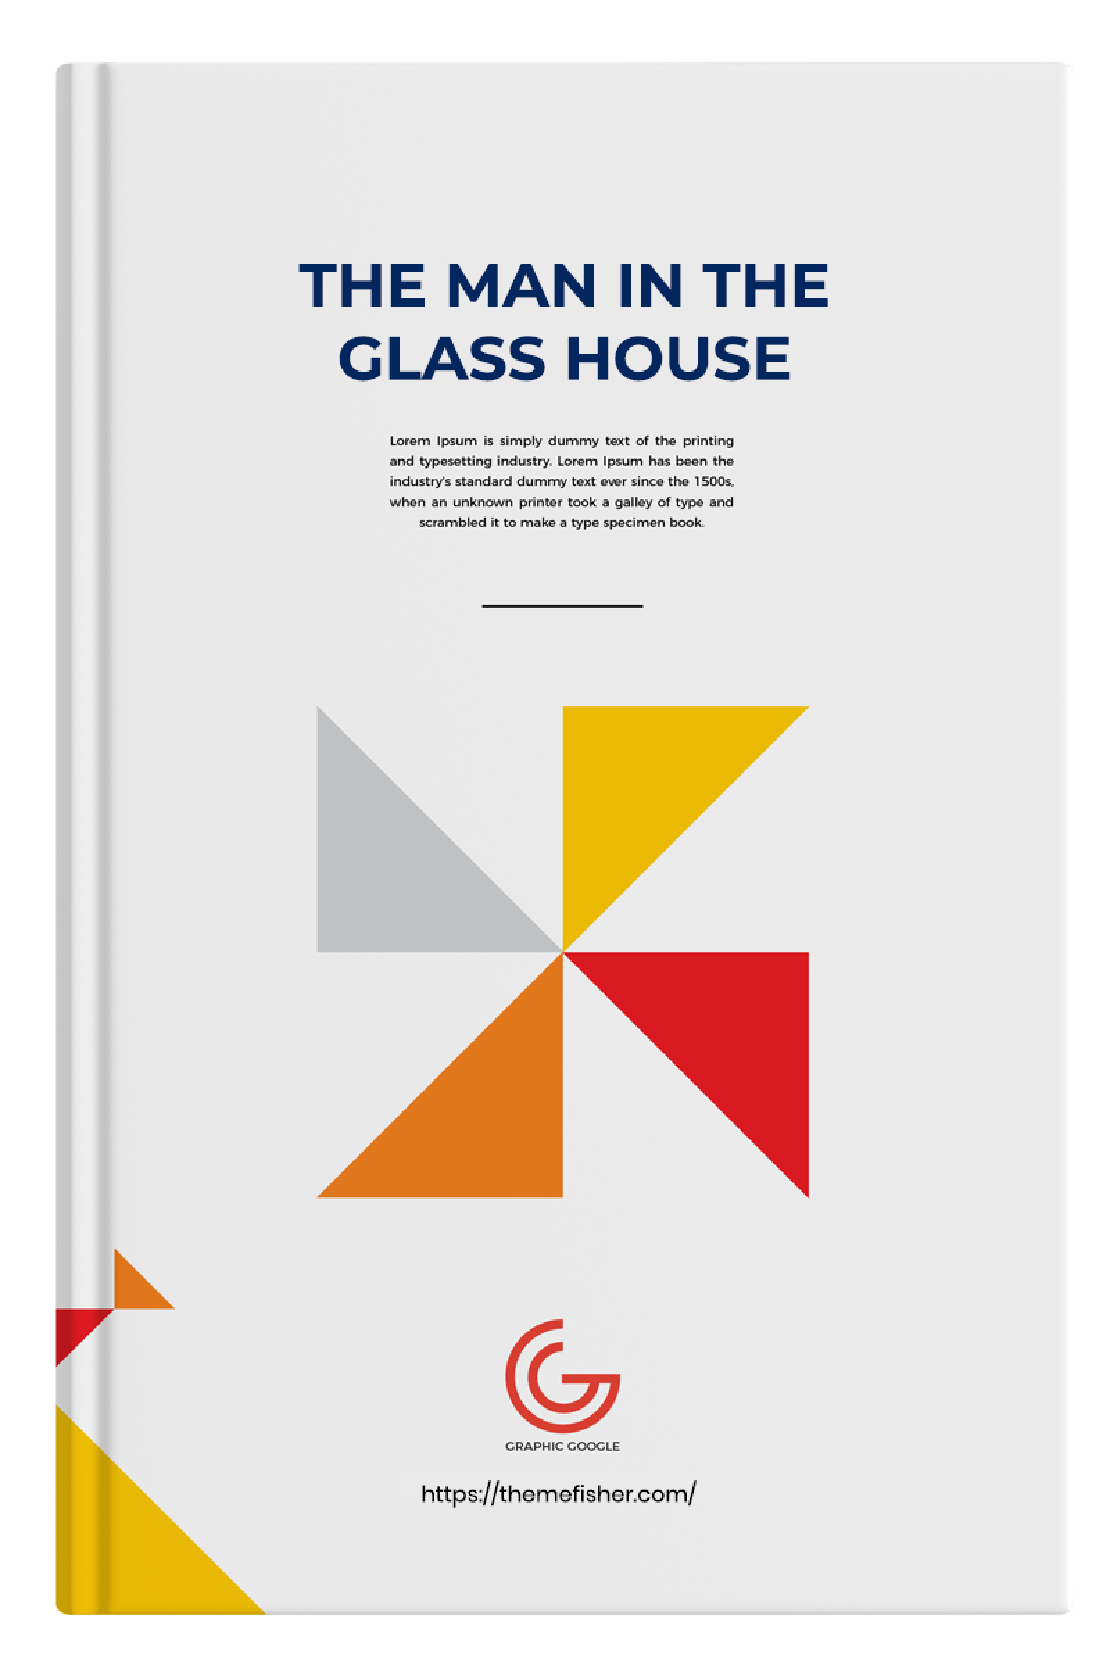 THE MAN IN THE
GLASS HOUSE
Lorem Ipsum is simply dummy text of the printing
and typesetting industry. Lorem Ipsum has been the
industry's standard dummy text ever since the 1500s,
when an unknown printer took a galley of type and
scrambled it to make a type specimen book.
GRAPHIC GOOGLE
https://themefisher.com/